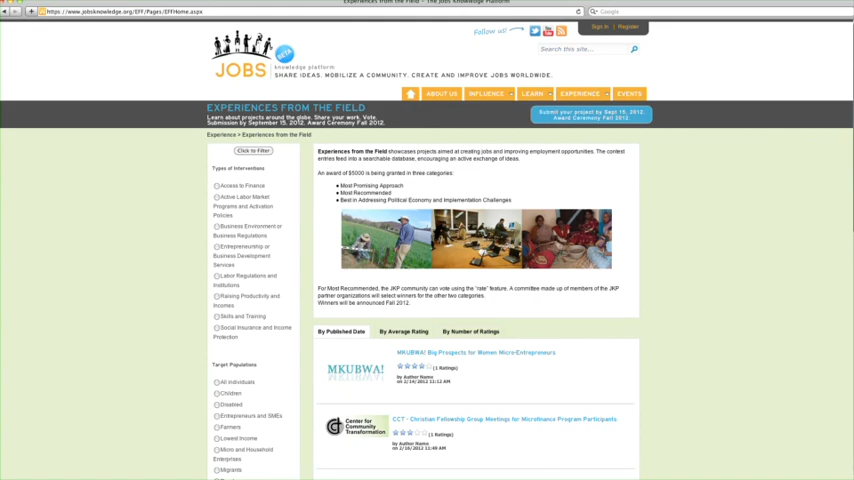 Experiences from the Field – The Jobs Knowledge Platform
https://www.jobsknowledge.org/EFF/Pages/EFFHome.aspx
Google
Follow us!
Sign in | Register
Search this site...
BETA
JOBS knowledge platform
SHARE IDEAS. MOBILIZE A COMMUNITY. CREATE AND IMPROVE JOBS WORLDWIDE.
ABOUT US INFLUENCE LEARN EXPERIENCE EVENTS
EXPERIENCES FROM THE FIELD
Learn about projects around the globe. Share your work. Vote.
Submission by September 15, 2012. Award Ceremony Fall 2012.
Submit your project by Sept 15, 2012.
Award Ceremony Fall 2012.
Experience > Experiences from the Field
Click to Filter
Types of Interventions
Access to Finance
Active Labor Market
Programs and Activation
Policies
Business Environment or
Business Regulations
Entrepreneurship or
Business Development
Services
Labor Regulations and
Institutions
Raising Productivity and
Incomes
Skills and Training
Social Insurance and Income
Protection
Target Populations
All individuals
Children
Disabled
Entrepreneurs and SMEs
Farmers
Lowest Income
Micro and Household
Enterprises
Migrants
Experiences from the Field showcases projects aimed at creating jobs and improving employment opportunities. The contest
entries feed into a searchable database, encouraging an active exchange of ideas.
An award of $5000 is being granted in three categories:
Most Promising Approach
Most Recommended
Best in Addressing Political Economy and Implementation Challenges
For Most Recommended, the JKP community can vote using the "rate" feature. A committee made up of members of the JKP
partner organizations will select winners for the other two categories.
Winners will be announced Fall 2012.
By Published Date By Average Rating By Number of Ratings
MKUBWA!
MKUBWA! Big Prospects for Women Micro-Entrepreneurs
(1 Ratings)
by Author Name
on 2/14/2012 11:12 AM
Center for
Community
Transformation
CCT - Christian Fellowship Group Meetings for Microfinance Program Participants
(1 Ratings)
by Author Name
on 2/16/2012 11:49 AM